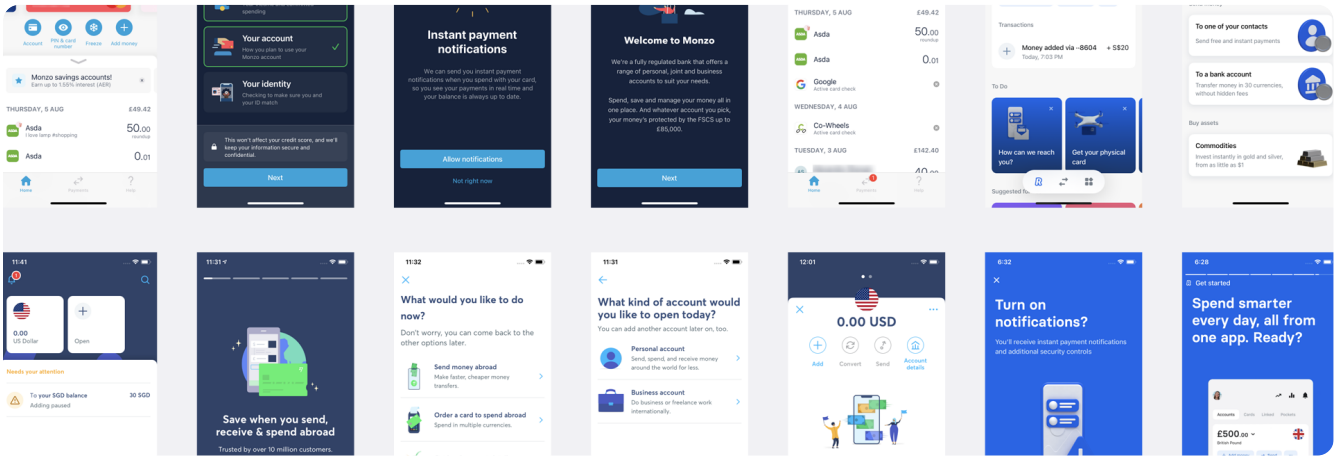 Account
PIN & card
number
Freeze
Add money
Monzo savings accounts!
Earn up to 1.55% interest (AER)
THURSDAY, 5 AUG £49.42
Asda 50.00
I love lamp #shopping roundup
Asda 0.01
Home Payments Help
spending
Your account
How you plan to use your
Monzo account
Your identity
Checking to make sure you and
your ID match
This won't affect your credit score, and we'll
keep your information secure and
confidential.
Next
Instant payment
notifications
We can send you instant payment
notifications when you spend with your card,
so you see your payments in real time and
your balance is always up to date.
Allow notifications
Not right now
Welcome to Monzo
We're a fully regulated bank that offers a
range of personal, joint and business
accounts to suit your needs.
Spend, save and manage your money all in
one place. And whatever account you pick,
your money's protected by the FSCS up to
£85,000.
Next
THURSDAY, 5 AUG £49.42
Asda 50.00
roundup
Asda 0.01
Google
Active card check
WEDNESDAY, 4 AUG
Co-Wheels
Active card check
TUESDAY, 3 AUG £142.40
40.00
1
Home Payments Help
Transactions
Money added via ··8604 + S$20
Today, 7:03 PM
To Do
How can we reach
you?
Get your physical
card
To one of your contacts
Send free and instant payments
To a bank account
Transfer money in 30 currencies,
without hidden fees
Buy assets
Commodities
Invest instantly in gold and silver,
from as little as $1
11:41
1
0.00
US Dollar
Open
Needs your attention
To your SGD balance 30 SGD
Adding paused
11:31
Save when you send,
receive & spend abroad
Trusted by over 10 million customers.
11:32
What would you like to do
now?
Don't worry, you can come back to the
other options later.
Send money abroad
Make faster, cheaper money
transfers.
Order a card to spend abroad
Spend in multiple currencies.
11:31
What kind of account would
you like to open today?
You can add another account later on, too.
Personal account
Send, spend, and receive money
around the world for less.
Business account
Do business or freelance work
internationally.
12:01
0.00 USD
Add Convert Send Account
details
6:32
Turn on
notifications?
You'll receive instant payment notifications
and additional security controls
6:28
Get started
Spend smarter
every day, all from
one app. Ready?
Accounts Cards Linked Pockets
£500.00
British Pound